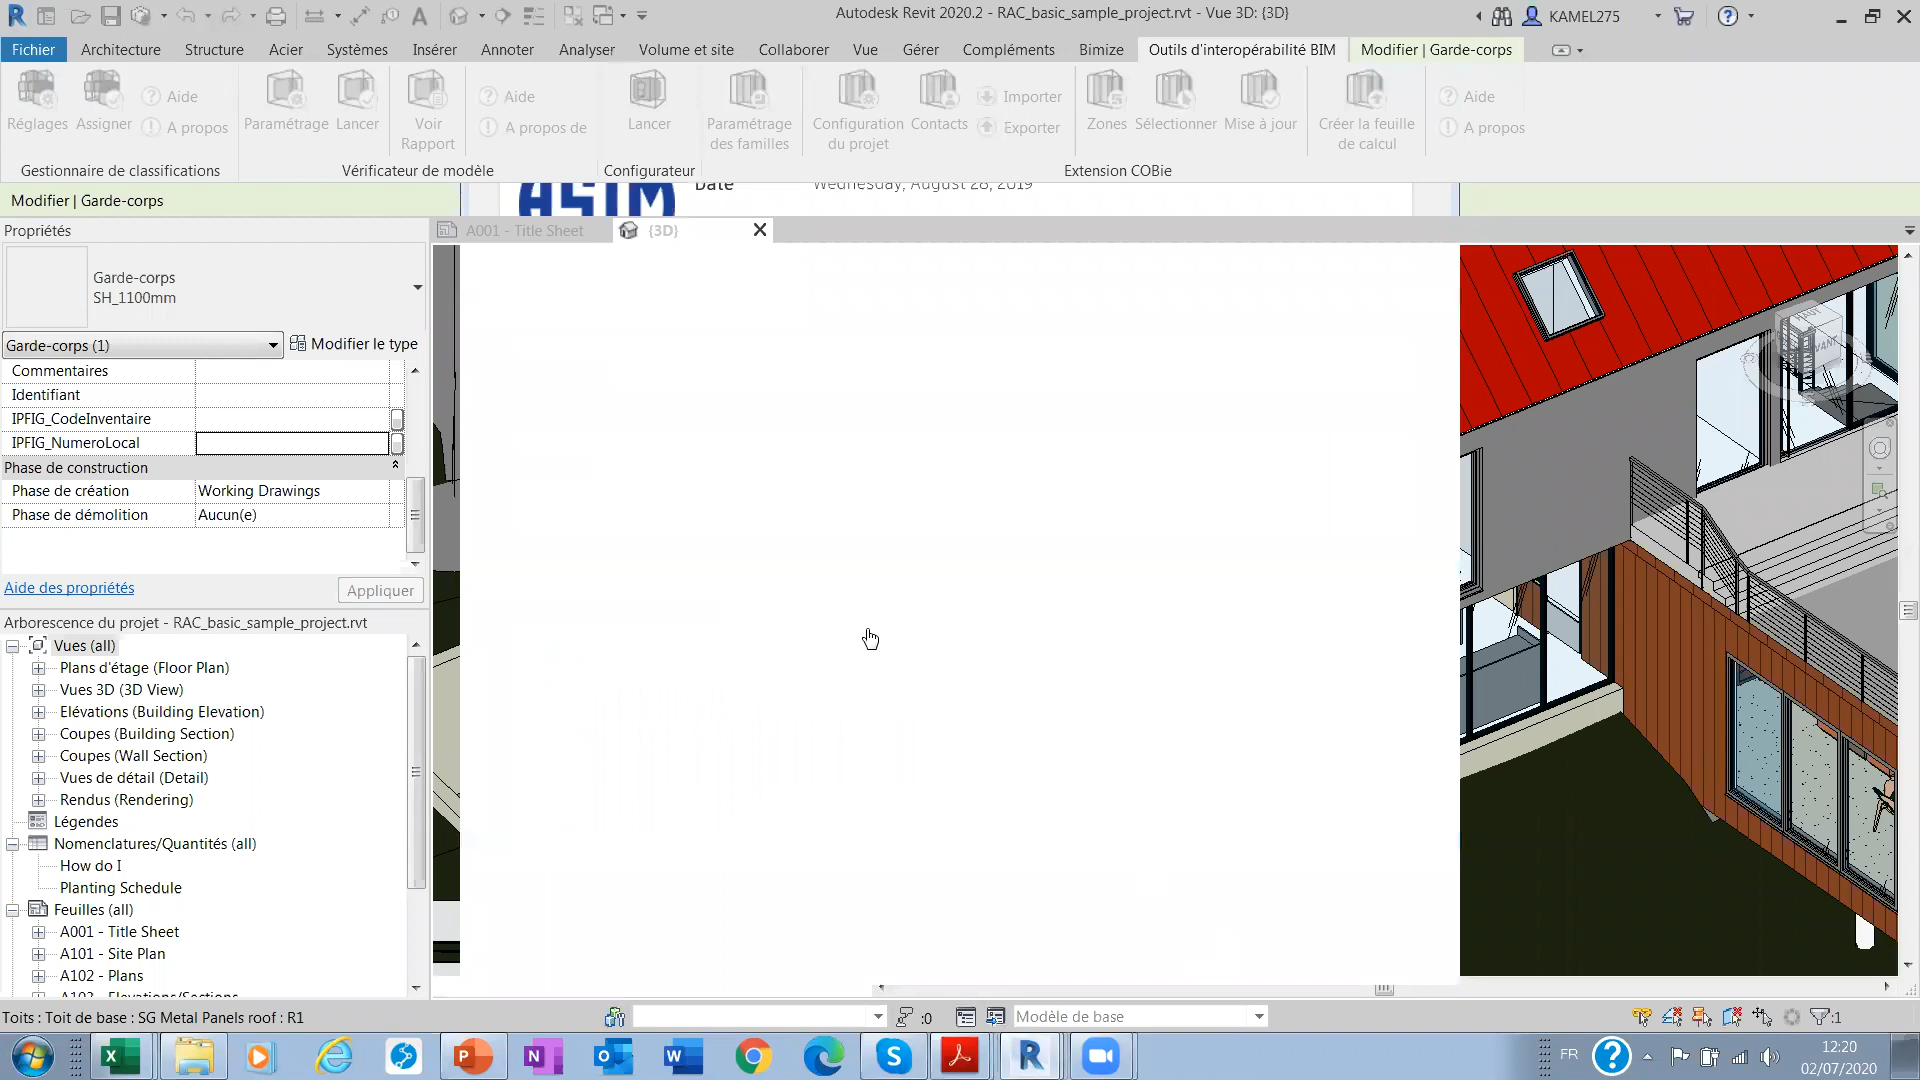 Autodesk Revit 2020.2 - RAC_basic_sample_project.rvt - Vue 3D: {3D}
KAMEL275
Fichier Architecture Structure Acier Systèmes Insérer Annoter Analyser Volume et site Collaborer Vue Gérer Compléments Bimize Outils d'interopérabilité BIM Modifier | Garde-corps
Réglages Assigner Aide A propos
Paramétrage Lancer Voir Rapport Aide A propos de
Lancer
Paramétrage des familles Configuration du projet Contacts Importer Exporter Zones Sélectionner Mise à jour Créer la feuille de calcul Aide A propos
Gestionnaire de classifications Vérificateur de modèle Configurateur Extension COBie
Modifier | Garde-corps
Date Wednesday, August 28, 2019
Propriétés
A001 - Title Sheet {3D}
Garde-corps
SH_1100mm
Garde-corps (1) Modifier le type
Commentaires
Identifiant
IPFIG_CodeInventaire
IPFIG_NumeroLocal
Phase de construction
Phase de création Working Drawings
Phase de démolition Aucun(e)
Aide des propriétés Appliquer
Arborescence du projet - RAC_basic_sample_project.rvt
Vues (all)
Plans d'étage (Floor Plan)
Vues 3D (3D View)
Elévations (Building Elevation)
Coupes (Building Section)
Coupes (Wall Section)
Vues de détail (Detail)
Rendus (Rendering)
Légendes
Nomenclatures/Quantités (all)
How do I
Planting Schedule
Feuilles (all)
A001 - Title Sheet
A101 - Site Plan
A102 - Plans
A103 - Elevations/Sections
Toits : Toit de base : SG Metal Panels roof : R1
:0
Modèle de base
:1
FR
12:20
02/07/2020